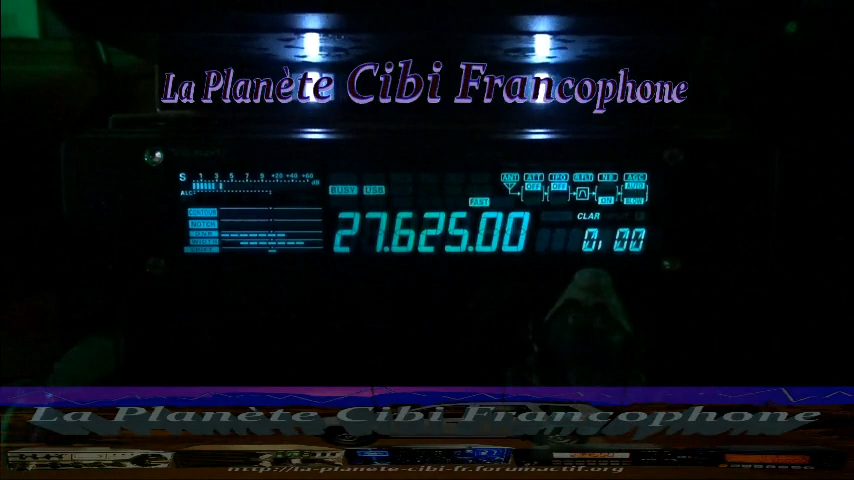 La Planète Cibi Francophone
S 1 3 5 7 9 +20 +40 +60 dB
ALC
BUSY USB
ANT ATT IPO R.FLT NB AGC
OFF OFF AUTO
ON SLOW
FAST
CONTOUR
NOTCH
WIDTH
SHIFT
27.625.00
CLAR
0.00
La Planète Cibi Francophone
http://la-planete-cibi-fr.forumactif.org